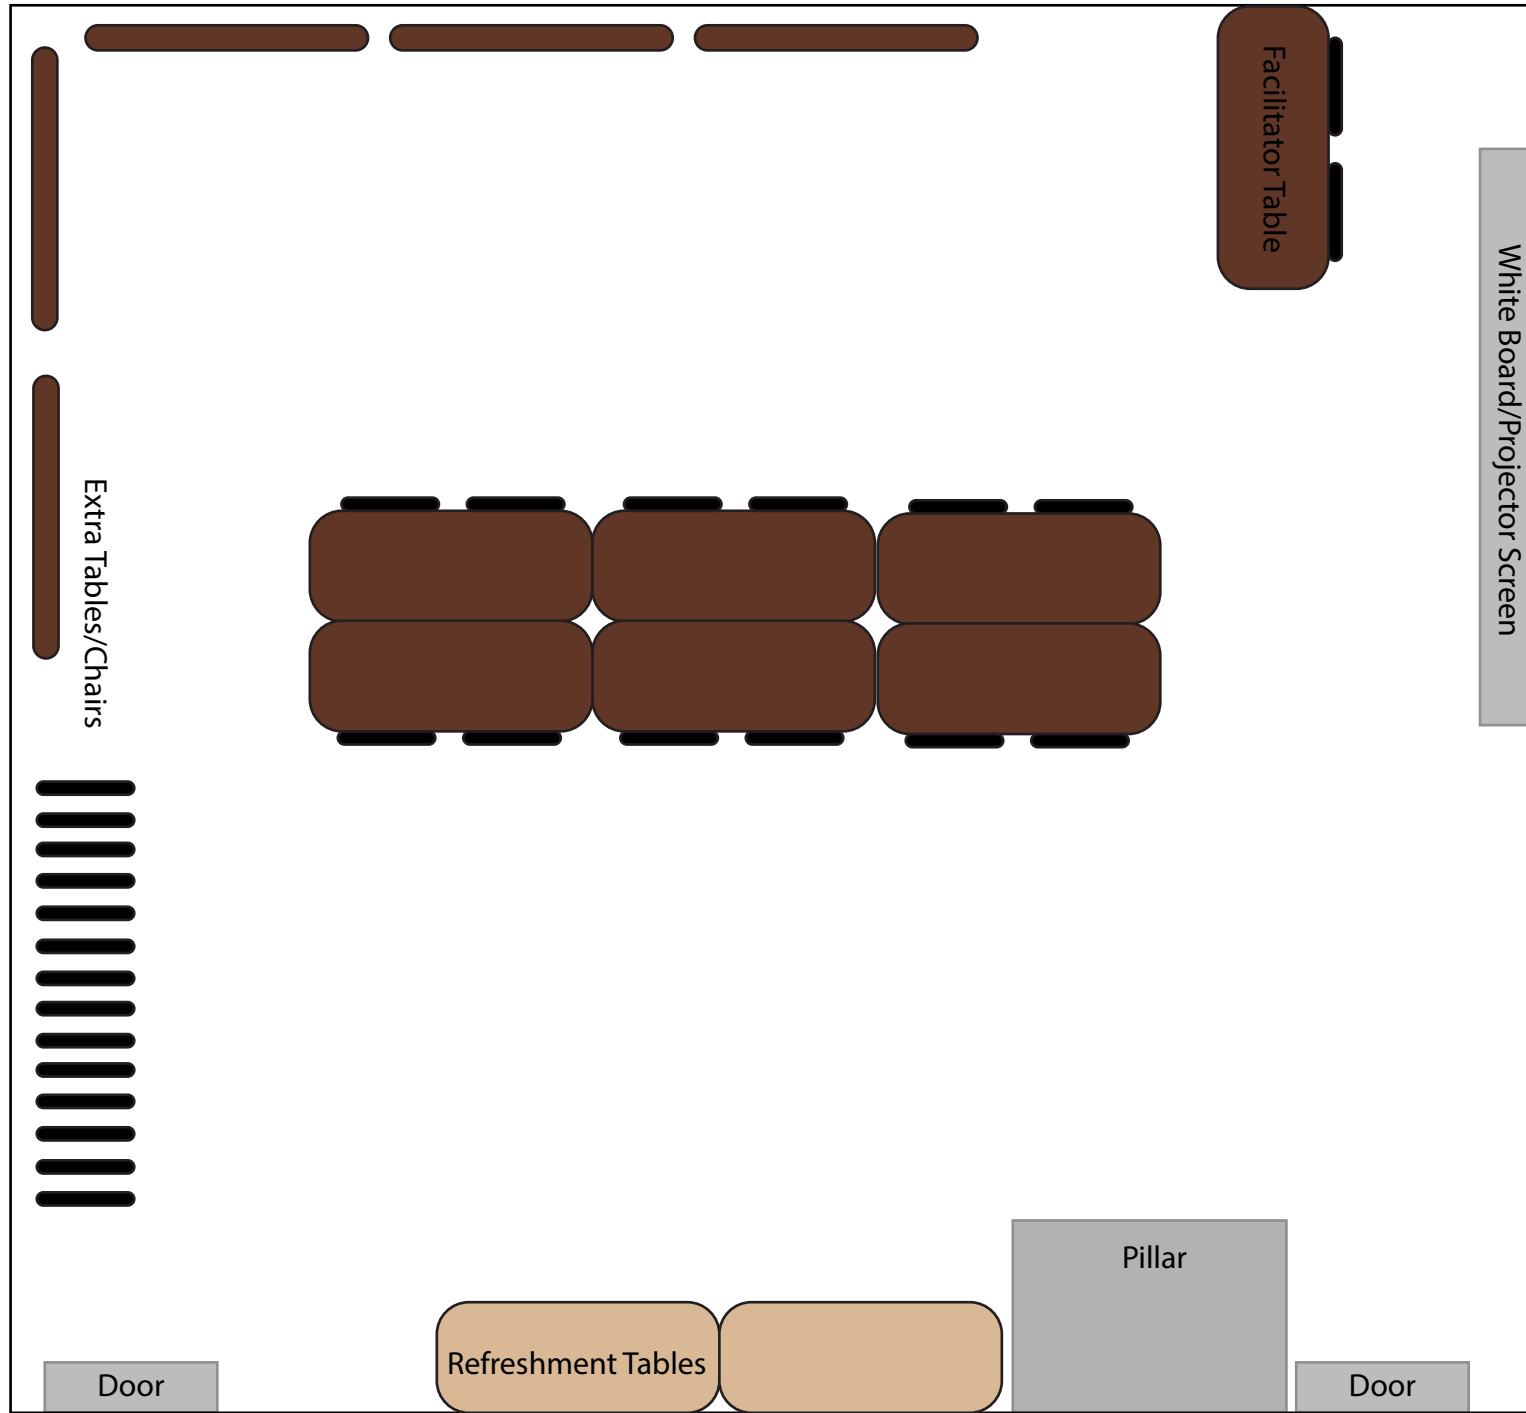 Facilitator Table
White Board/Projector Screen
Extra Tables/Chairs
Pillar
Refreshment Tables
Door
Door